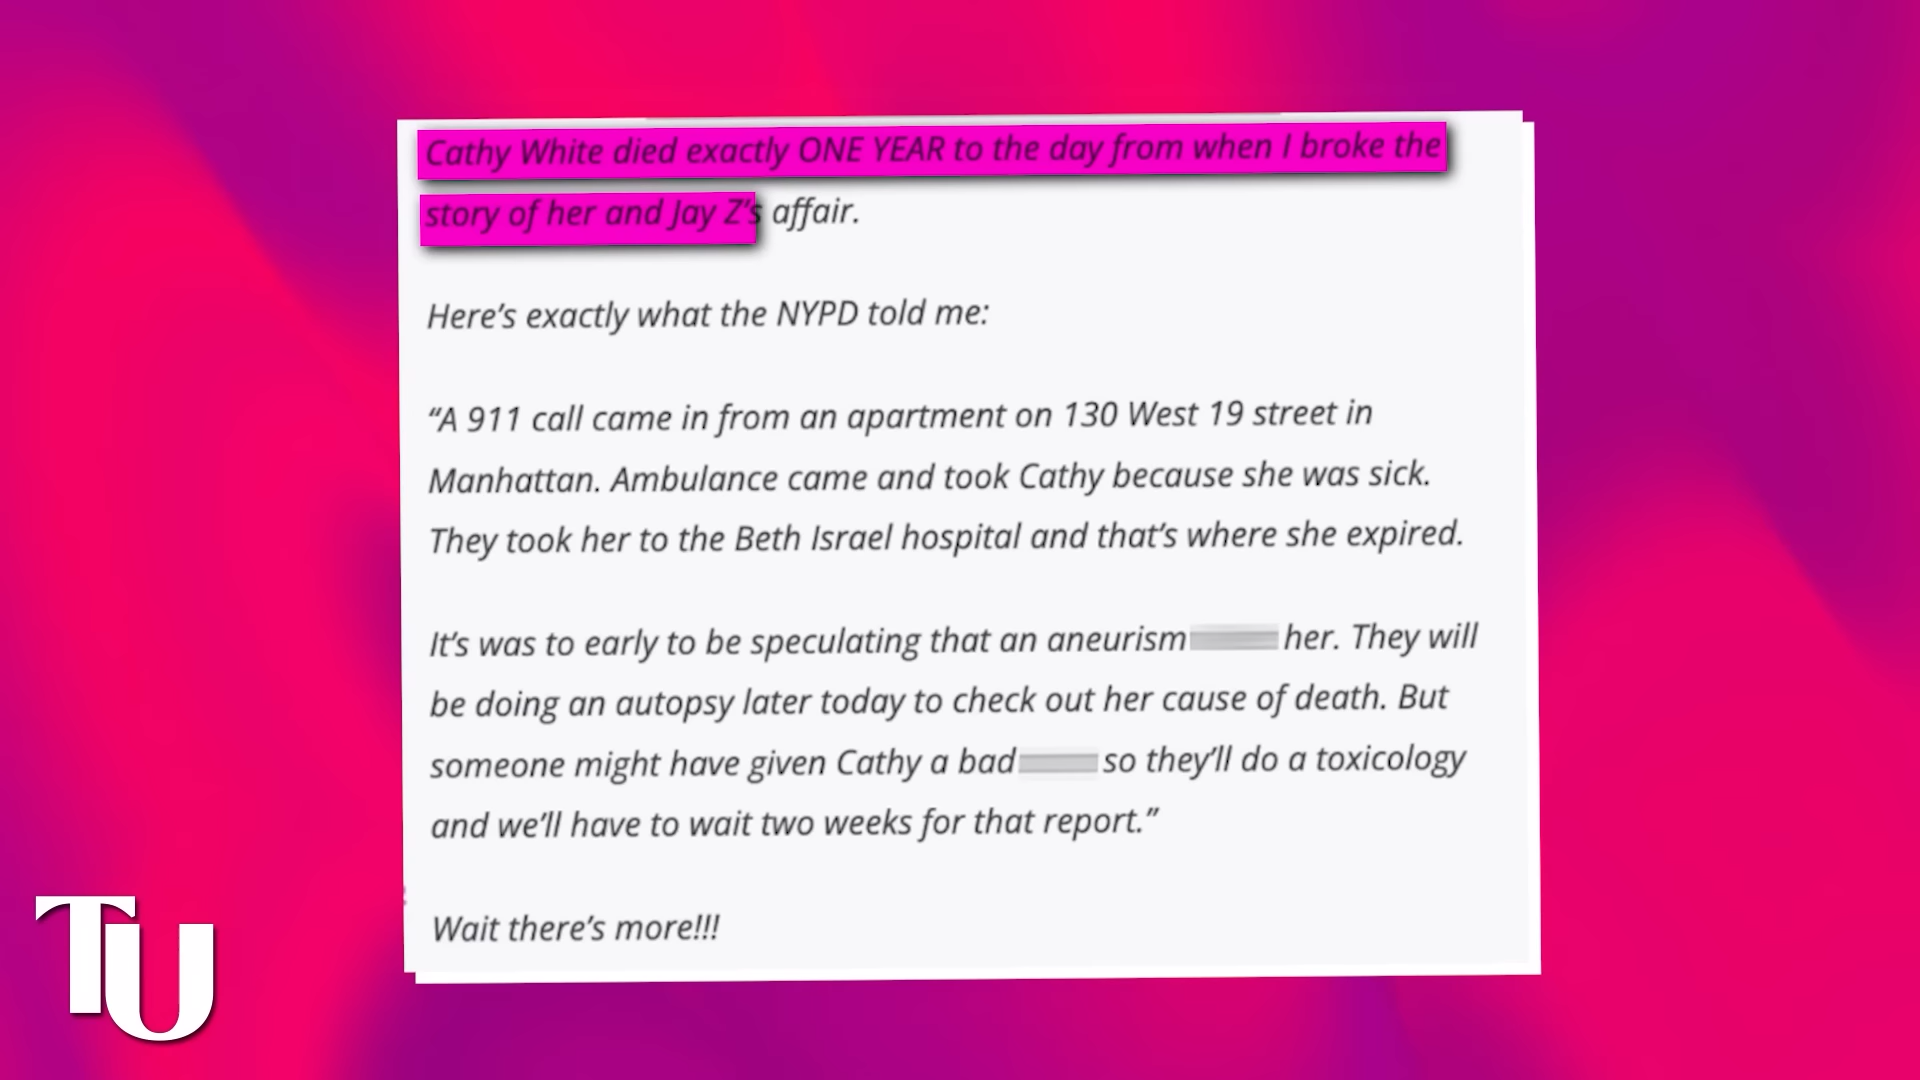 Cathy White died exactly ONE YEAR to the day from when I broke the
story of her and Jay Z’s affair.
Here’s exactly what the NYPD told me:
“A 911 call came in from an apartment on 130 West 19 street in
Manhattan. Ambulance came and took Cathy because she was sick.
They took her to the Beth Israel hospital and that’s where she expired.
It’s was to early to be speculating that an aneurism her. They will
be doing an autopsy later today to check out her cause of death. But
someone might have given Cathy a bad so they’ll do a toxicology
and we’ll have to wait two weeks for that report.”
Wait there’s more!!!
TU